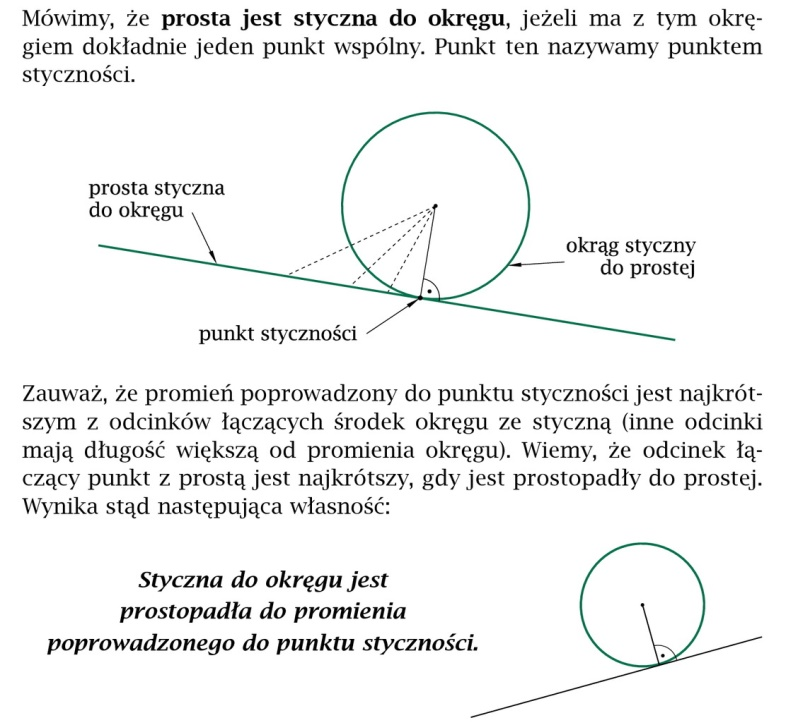 Mówimy, że prosta jest styczna do okręgu, jeżeli ma z tym okrę-
giem dokładnie jeden punkt wspólny. Punkt ten nazywamy punktem
styczności.
prosta styczna
do okręgu
okrąg styczny
do prostej
punkt styczności
Zauważ, że promień poprowadzony do punktu styczności jest najkrót-
szym z odcinków łączących środek okręgu ze styczną (inne odcinki
mają długość większą od promienia okręgu). Wiemy, że odcinek łą-
czący punkt z prostą jest najkrótszy, gdy jest prostopadły do prostej.
Wynika stąd następująca własność:
Styczna do okręgu jest
prostopadła do promienia
poprowadzonego do punktu styczności.